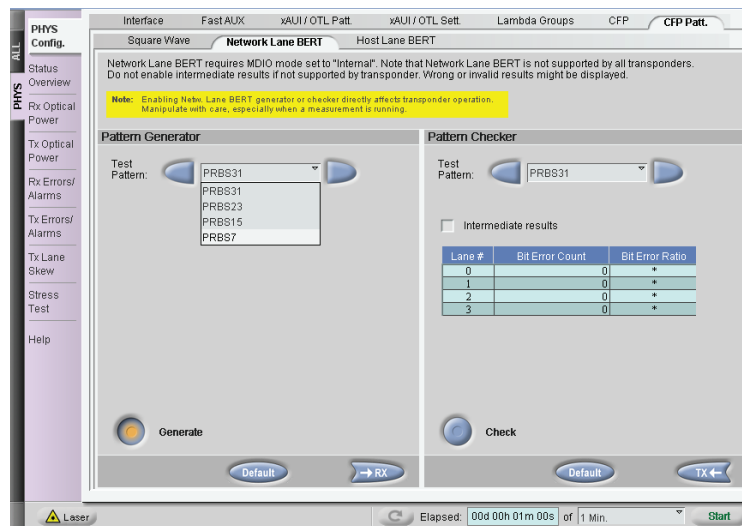 Interface Fast AUX xAUI / OTL Patt. xAUI / OTL Sett. Lambda Groups CFP CFP Patt.
Square Wave Network Lane BERT Host Lane BERT
ALL
PHYS
PHYS
Config.
Status
Overview
Rx Optical
Power
Tx Optical
Power
Rx Errors/
Alarms
Tx Errors/
Alarms
Tx Lane
Skew
Stress
Test
Help
Network Lane BERT requires MDIO mode set to "Internal". Note that Network Lane BERT is not supported by all transponders.
Do not enable intermediate results if not supported by transponder. Wrong or invalid results might be displayed.
Note: Enabling Netw. Lane BERT generator or checker directly affects transponder operation.
Manipulate with care, especially when a measurement is running.
Pattern Generator
Test
Pattern:
PRBS31
PRBS31
PRBS23
PRBS15
PRBS7
Generate
Default
RX
Pattern Checker
Test
Pattern:
PRBS31
Intermediate results
Lane # Bit Error Count Bit Error Ratio
0 0 *
1 0 *
2 0 *
3 0 *
Check
Default
TX
Laser
Elapsed: 00d 00h 01m 00s of 1 Min. Start